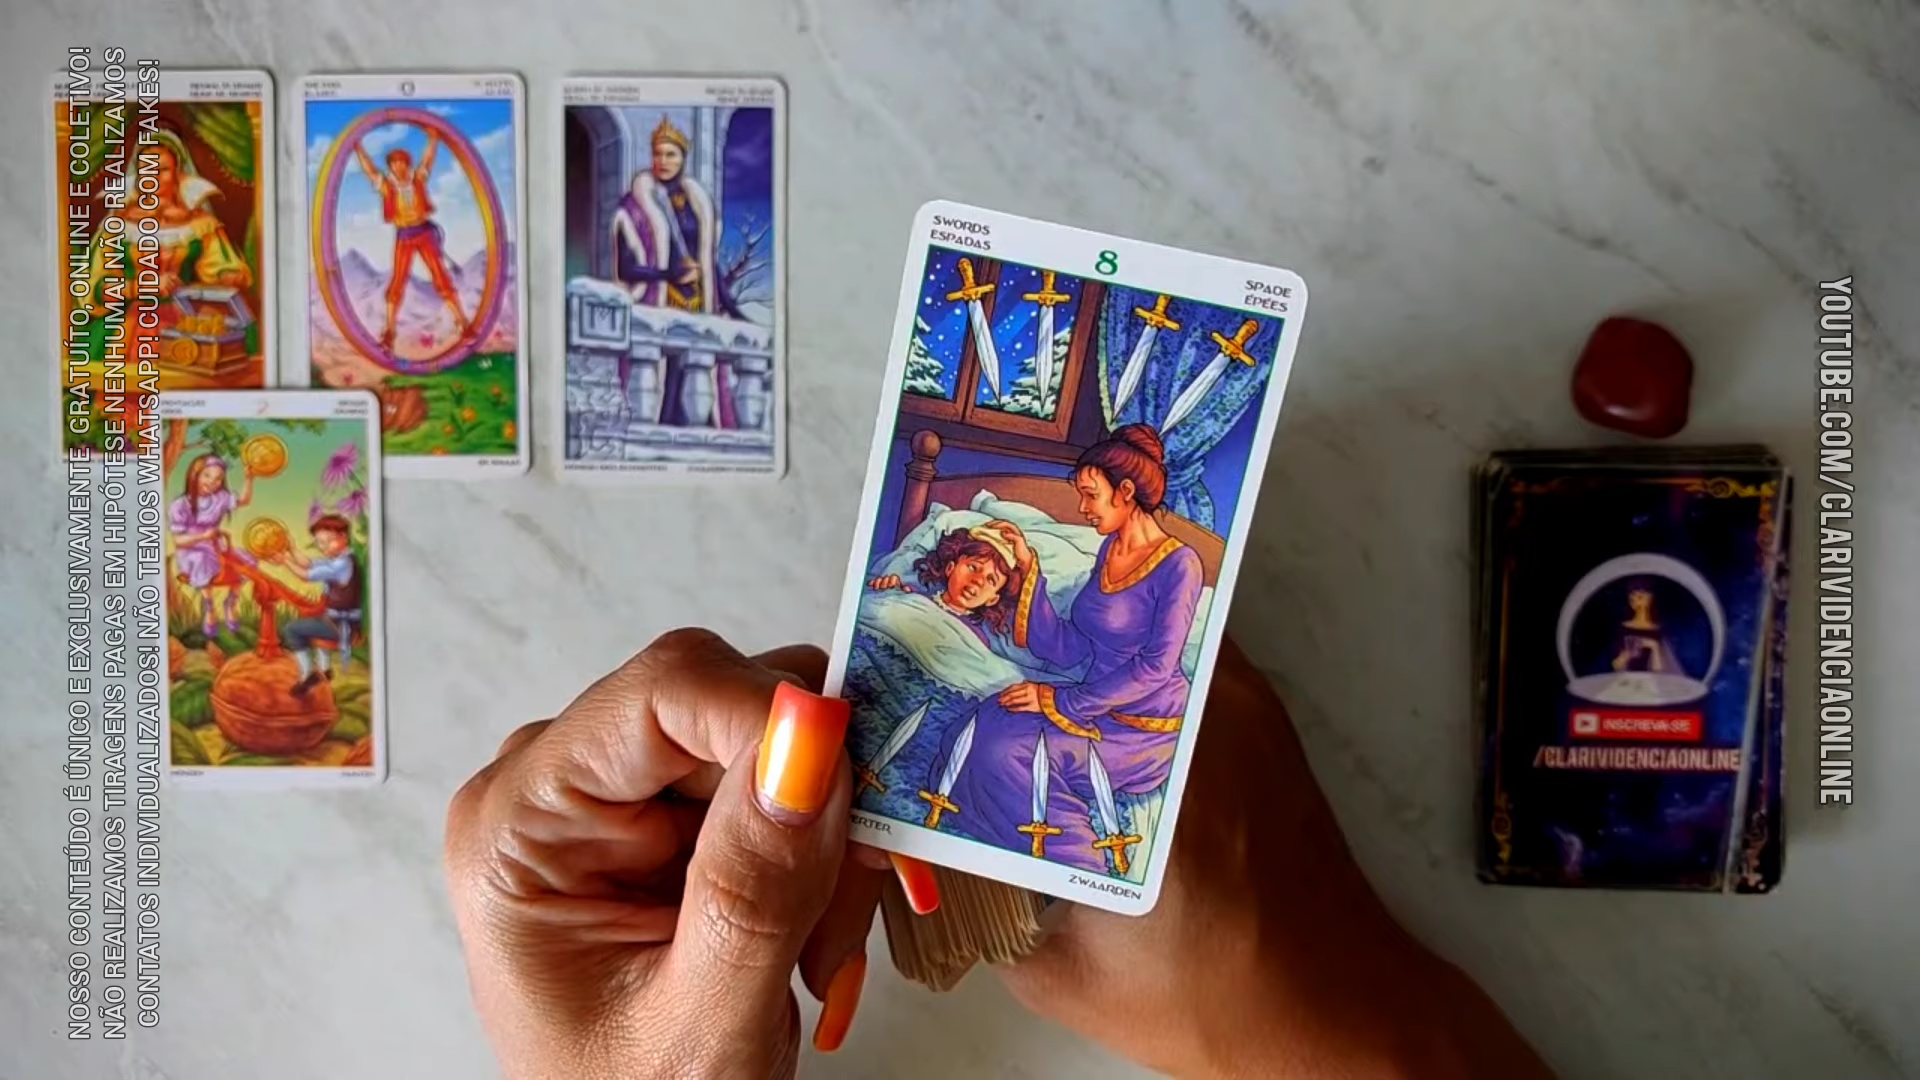 NOSSO CONTEÚDO É ÚNICO E EXCLUSIVAMENTE GRATUÍTO, ONLINE E COLETIVO!
NÃO REALIZAMOS TIRAGENS PAGAS EM HIPÓTESE NENHUMA! NÃO REALIZAMOS
CONTATOS INDIVIDUALIZADOS! NÃO TEMOS WHATSAPP! CUIDADO COM FAKES!
0
SWORDS
ESPADAS
8
SPADE
ÉPÉES
ZWAARDEN
INSCREVA-SE
/CLARIVIDENCIAONLINE
YOUTUBE.COM/CLARIVIDENCIAONLINE